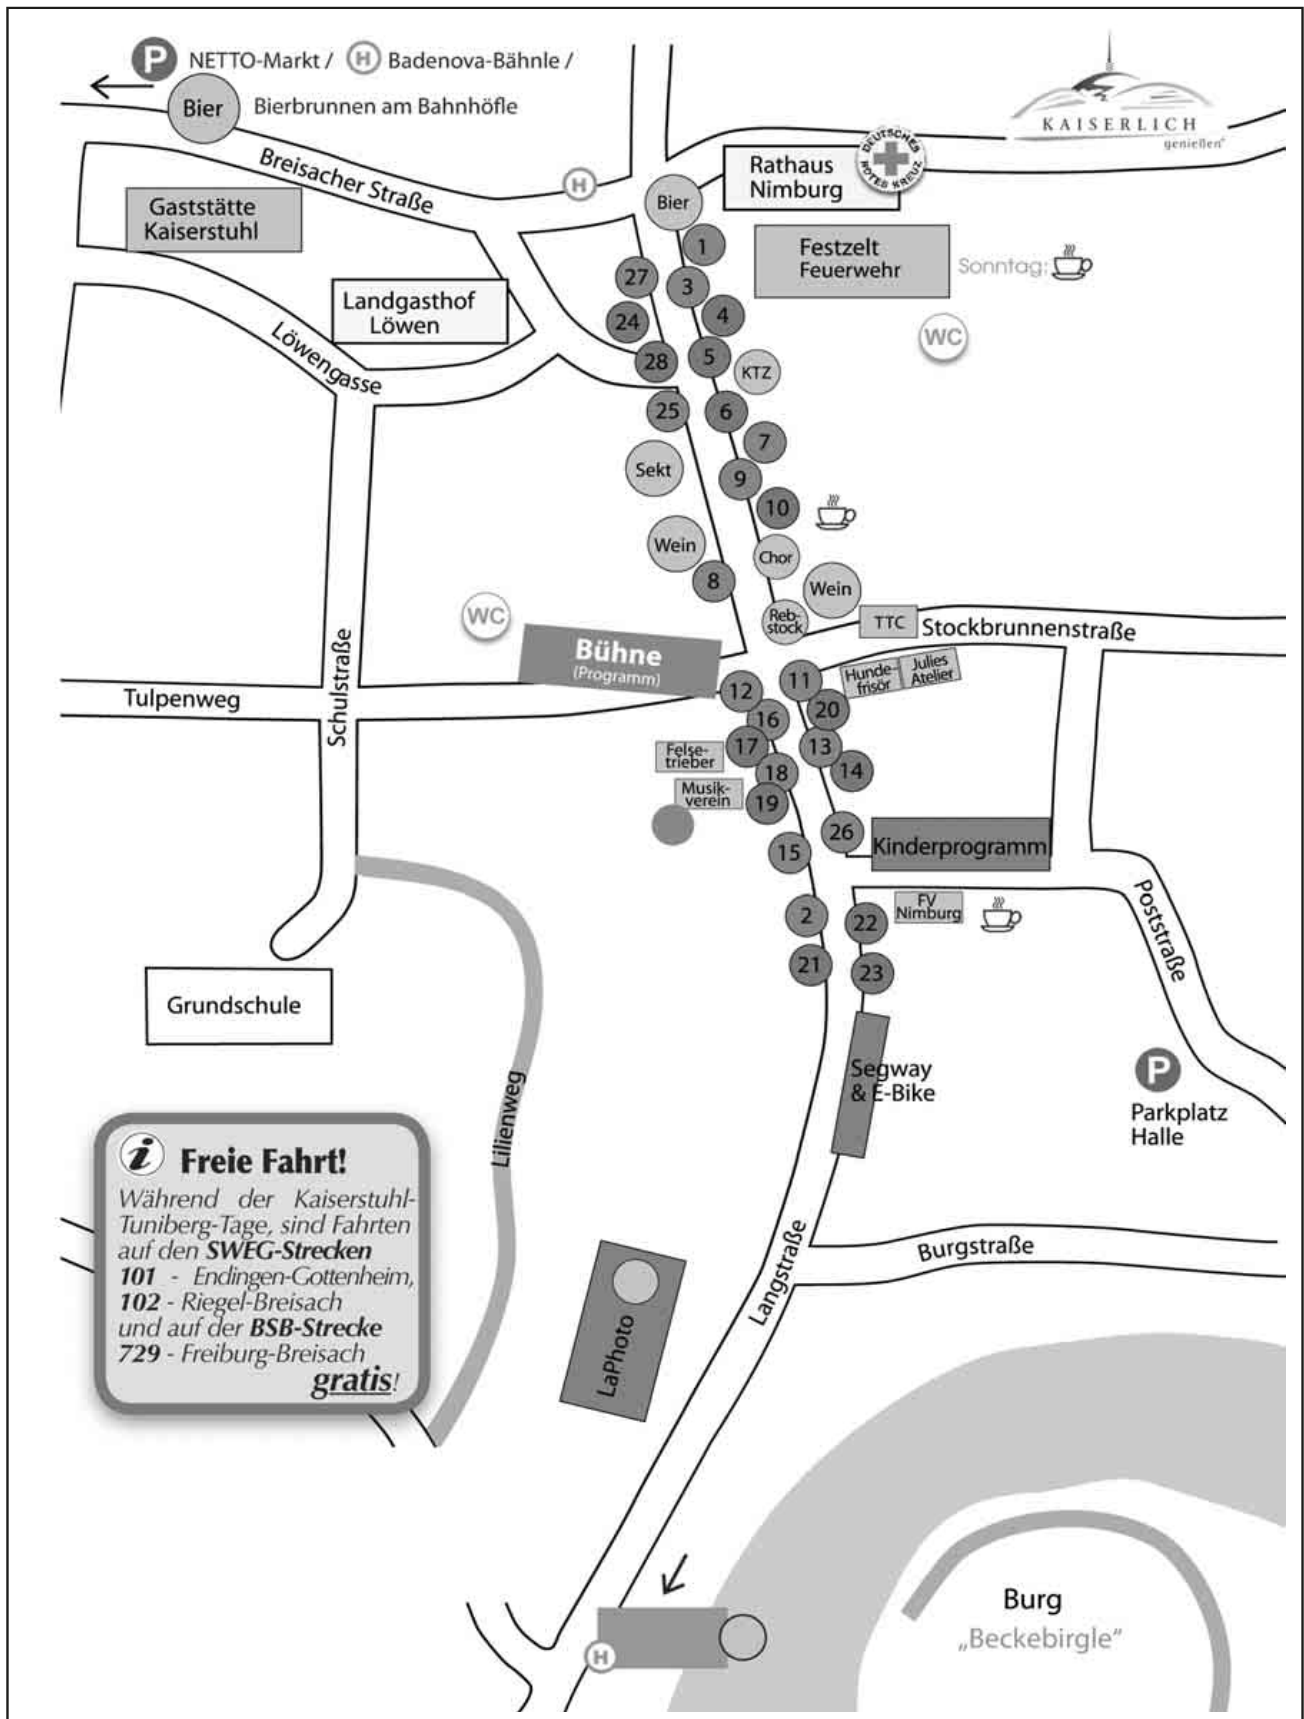 P NETTO-Markt / H Badenova-Bähnle /
Bier Bierbrunnen am Bahnhöfle
KAISERLICH
genießen
Breisacher Straße
H
Bier
Rathaus
Nimburg
DEUTSCHES
ROTES KREUZ
Gaststätte
Kaiserstuhl
Festzelt
Feuerwehr
Sonntag:
WC
Landgasthof
Löwen
Löwengasse
1
27
3
24
4
28
5
KTZ
25
6
7
Sekt
9
10
Wein
Chor
8
Wein
Reb-
stock
TTC
Stockbrunnenstraße
WC
Bühne
(Programm)
Tulpenweg
Schulstraße
12
11
Hunde-
frisör
Julies
Atelier
16
20
Felse-
trieber
17
13
18
14
Musik-
verein
19
26
Kinderprogramm
15
2
22
FV
Nimburg
Poststraße
21
23
Grundschule
Segway
& E-Bike
P
Parkplatz
Halle
Lilienweg
i Freie Fahrt!
Während der Kaiserstuhl-
Tuniberg-Tage, sind Fahrten
auf den SWEG-Strecken
101 - Endingen-Gottenheim,
102 - Riegel-Breisach
und auf der BSB-Strecke
729 - Freiburg-Breisach
gratis!
Langstraße
Burgstraße
LaPhoto
H
Burg
„Beckebirgle“